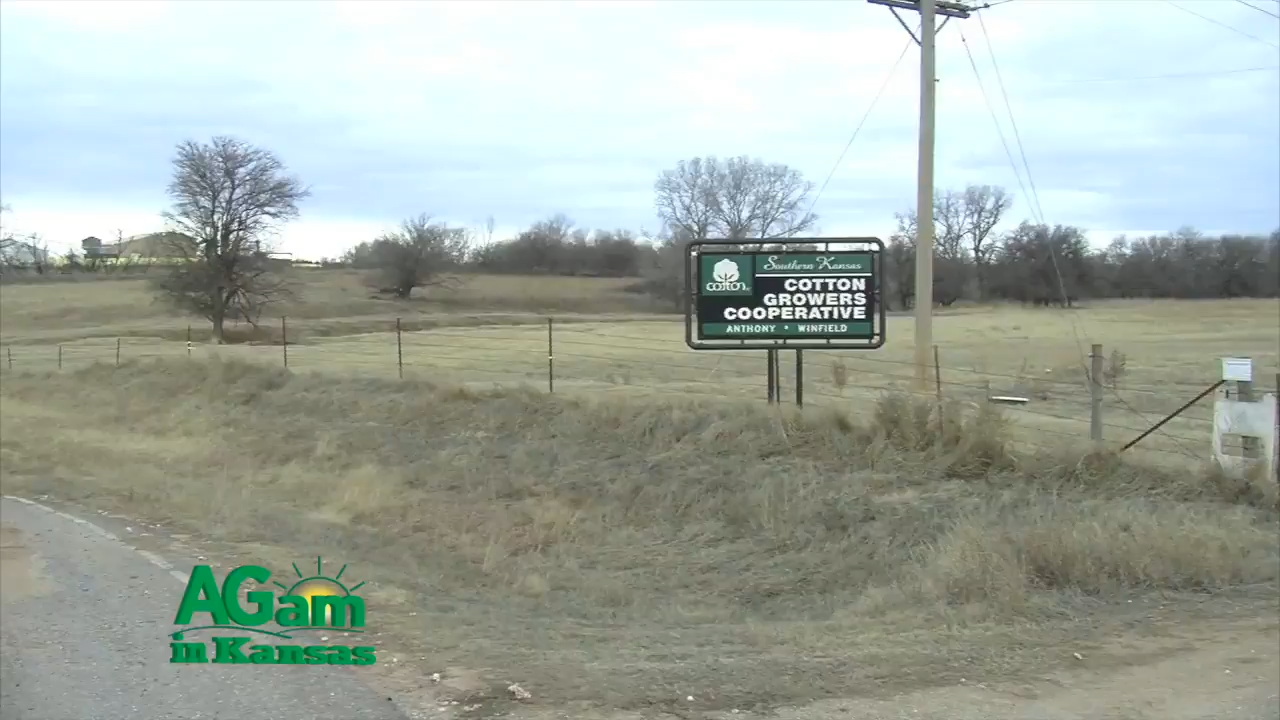 Southern Kansas
cotton
COTTON
GROWERS
COOPERATIVE
ANTHONY • WINFIELD
AGam
in Kansas